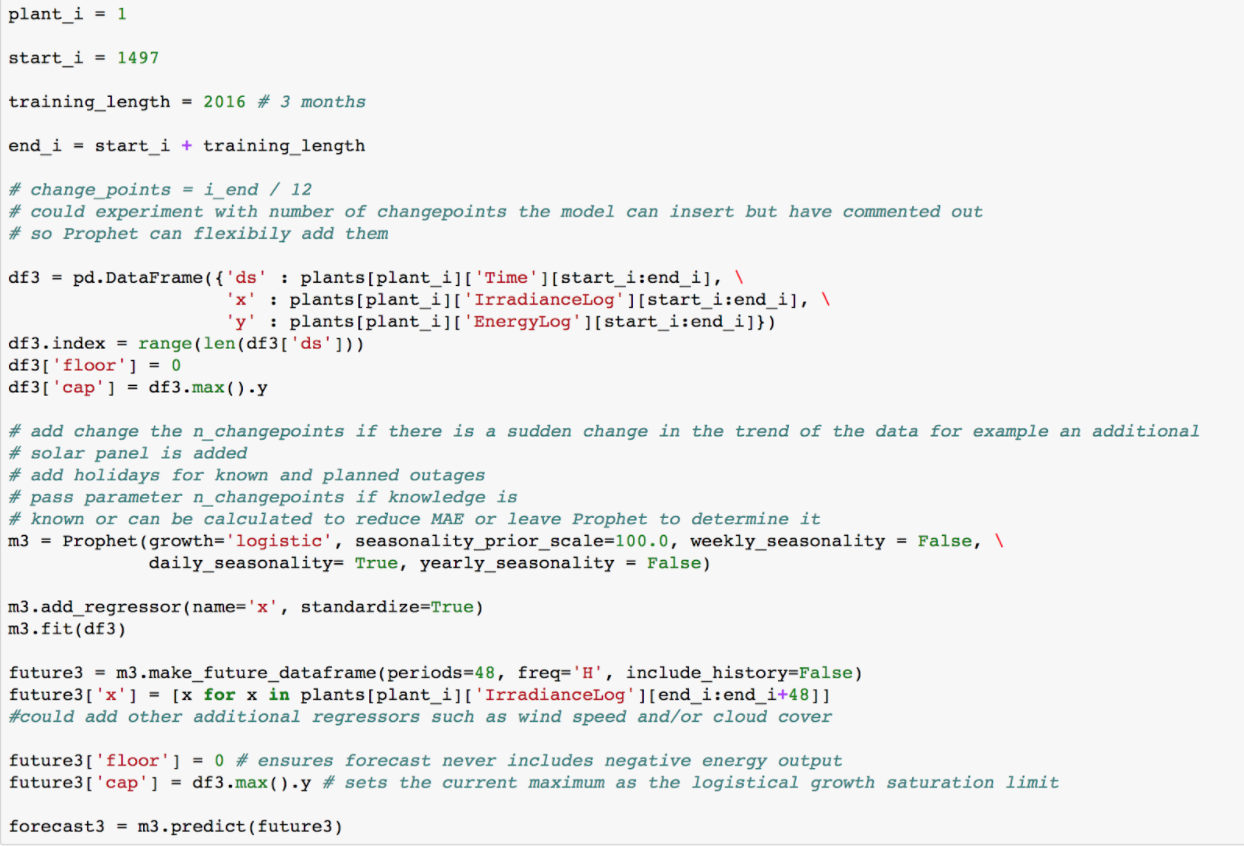 plant_i = 1
start_i = 1497
training_length = 2016 # 3 months
end_i = start_i + training_length
# change_points = i_end / 12
# could experiment with number of changepoints the model can insert but have commented out
# so Prophet can flexibily add them
df3 = pd.DataFrame({'ds' : plants[plant_i]['Time'][start_i:end_i], \
'x' : plants[plant_i]['IrradianceLog'][start_i:end_i], \
'y' : plants[plant_i]['EnergyLog'][start_i:end_i]})
df3.index = range(len(df3['ds']))
df3['floor'] = 0
df3['cap'] = df3.max().y
# add change the n_changepoints if there is a sudden change in the trend of the data for example an additional
# solar panel is added
# add holidays for known and planned outages
# pass parameter n_changepoints if knowledge is
# known or can be calculated to reduce MAE or leave Prophet to determine it
m3 = Prophet(growth='logistic', seasonality_prior_scale=100.0, weekly_seasonality = False, \
daily_seasonality= True, yearly_seasonality = False)
m3.add_regressor(name='x', standardize=True)
m3.fit(df3)
future3 = m3.make_future_dataframe(periods=48, freq='H', include_history=False)
future3['x'] = [x for x in plants[plant_i]['IrradianceLog'][end_i:end_i+48]]
#could add other additional regressors such as wind speed and/or cloud cover
future3['floor'] = 0 # ensures forecast never includes negative energy output
future3['cap'] = df3.max().y # sets the current maximum as the logistical growth saturation limit
forecast3 = m3.predict(future3)